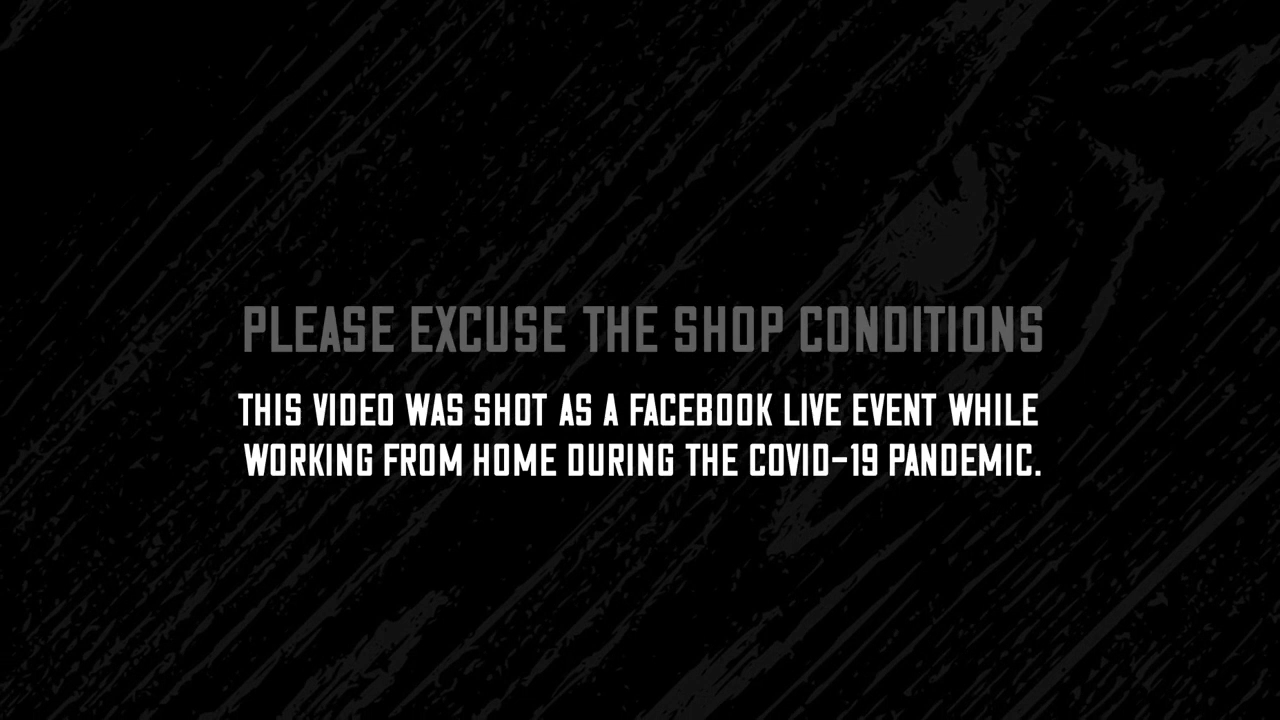 PLEASE EXCUSE THE SHOP CONDITIONS
THIS VIDEO WAS SHOT AS A FACEBOOK LIVE EVENT WHILE
WORKING FROM HOME DURING THE COVID-19 PANDEMIC.